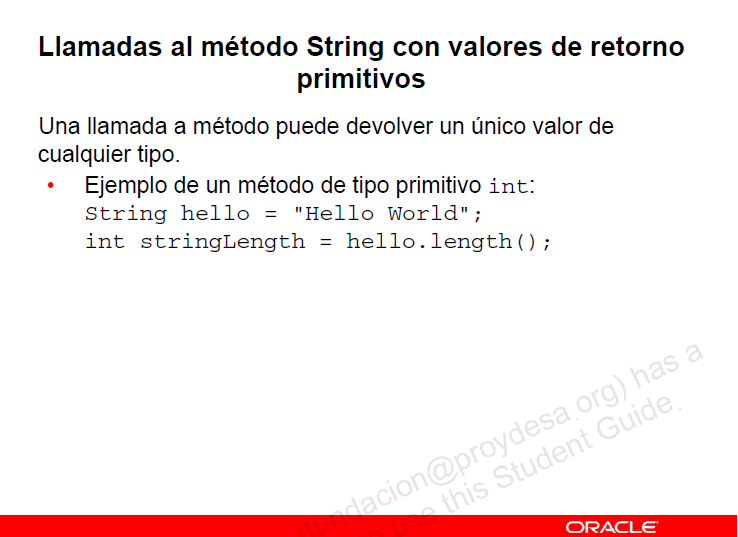 Llamadas al método String con valores de retorno
primitivos
Una llamada a método puede devolver un único valor de
cualquier tipo.
• Ejemplo de un método de tipo primitivo int:
String hello = "Hello World";
int stringLength = hello.length();
(fundacion@proydesa.org) has a
use this Student Guide.
ORACLE